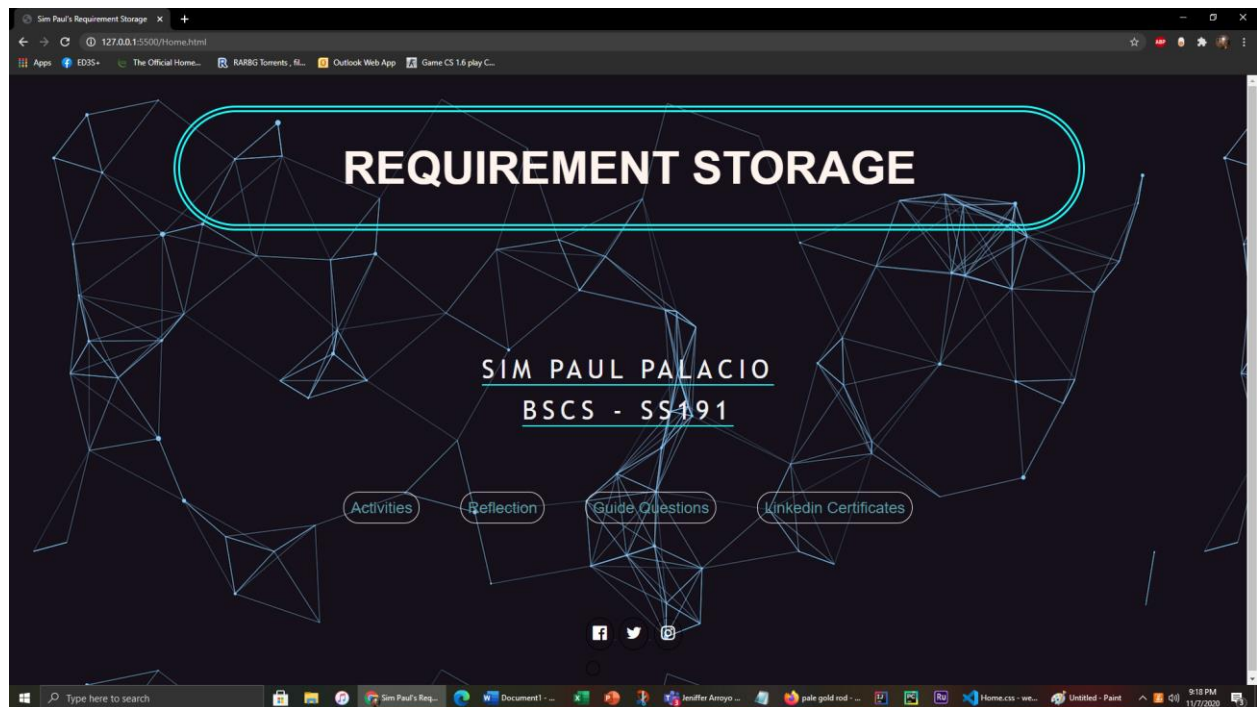 Sim Paul's Requirement Storage
127.0.0.1:5500/Home.html
ABP
Apps ED3S+ The Official Home... RARBG Torrents , fil... Outlook Web App Game CS 1.6 play C...
REQUIREMENT STORAGE
SIM PAUL PALACIO
BSCS - SS191
Activities Reflection Guide Questions Linkedin Certificates
Type here to search Sim Paul's Req... Document1 - ... Jeniffer Arroyo ... pale gold rod - ... Home.css - we... Untitled - Paint 9:18 PM
11/7/2020